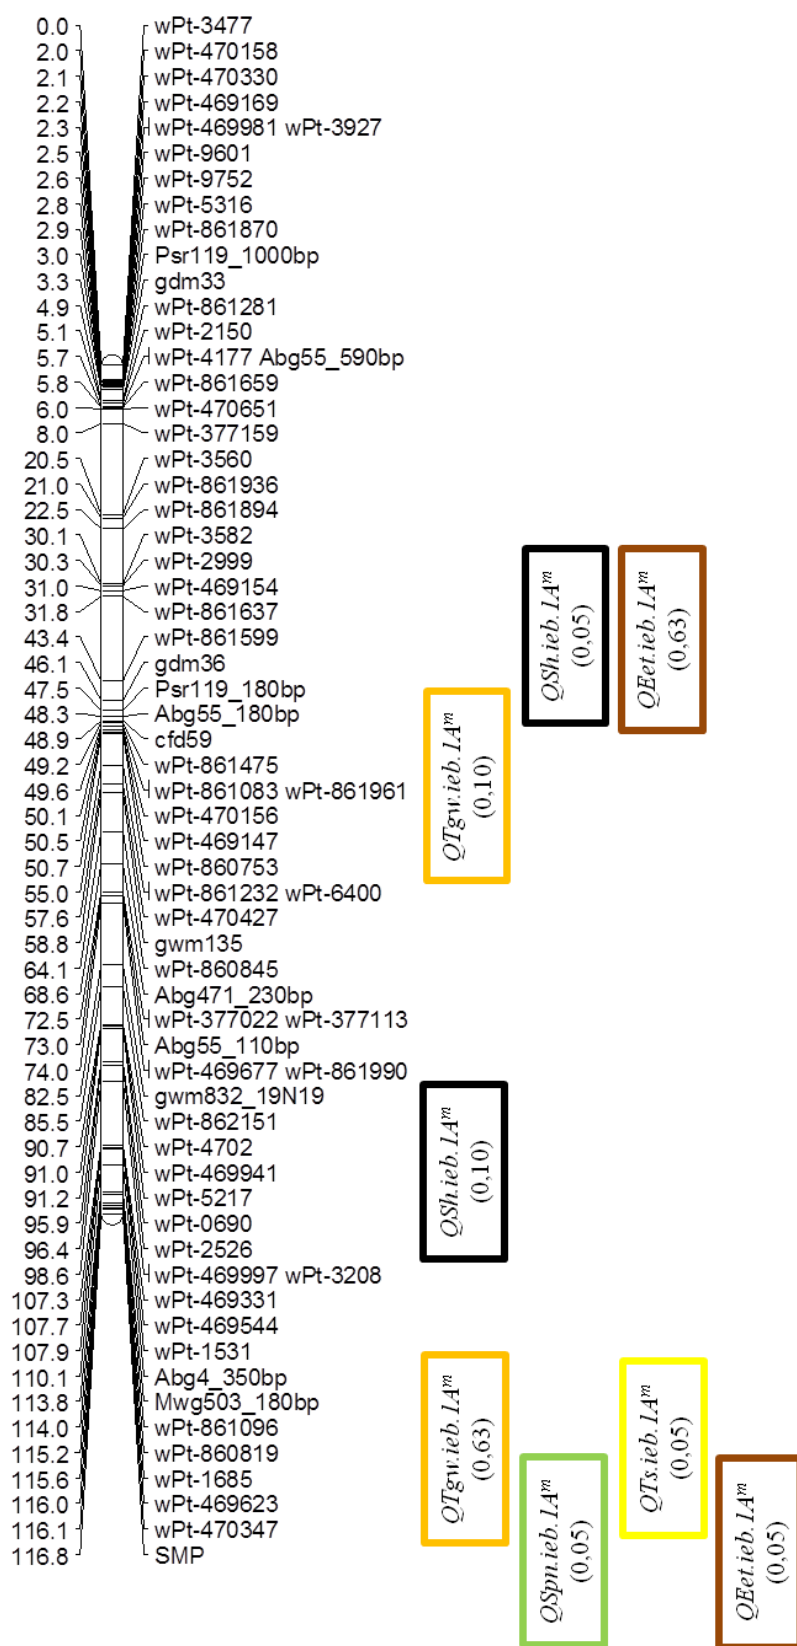 0.0 wPt-3477
2.0 wPt-470158
2.1 wPt-470330
2.2 wPt-469169
2.3 wPt-469981 wPt-3927
2.5 wPt-9601
2.6 wPt-9752
2.8 wPt-5316
2.9 wPt-861870
3.0 Psr119_1000bp
3.3 gdm33
4.9 wPt-861281
5.1 wPt-2150
5.7 wPt-4177 Abg55_590bp
5.8 wPt-861659
6.0 wPt-470651
8.0 wPt-377159
20.5 wPt-3560
21.0 wPt-861936
22.5 wPt-861894
30.1 wPt-3582
30.3 wPt-2999
31.0 wPt-469154
31.8 wPt-861637
43.4 wPt-861599
46.1 gdm36
47.5 Psr119_180bp
48.3 Abg55_180bp
48.9 cfd59
49.2 wPt-861475
49.6 wPt-861083 wPt-861961
50.1 wPt-470156
50.5 wPt-469147
50.7 wPt-860753
55.0 wPt-861232 wPt-6400
57.6 wPt-470427
58.8 gwm135
64.1 wPt-860845
68.6 Abg471_230bp
72.5 wPt-377022 wPt-377113
73.0 Abg55_110bp
74.0 wPt-469677 wPt-861990
82.5 gwm832_19N19
85.5 wPt-862151
90.7 wPt-4702
91.0 wPt-469941
91.2 wPt-5217
95.9 wPt-0690
96.4 wPt-2526
98.6 wPt-469997 wPt-3208
107.3 wPt-469331
107.7 wPt-469544
107.9 wPt-1531
110.1 Abg4_350bp
113.8 Mwg503_180bp
114.0 wPt-861096
115.2 wPt-860819
115.6 wPt-1685
116.0 wPt-469623
116.1 wPt-470347
116.8 SMP
QSh.ieb.1Aᵐ
(0,05)
QEet.ieb.1Aᵐ
(0,63)
QTgw.ieb.1Aᵐ
(0,10)
QSh.ieb.1Aᵐ
(0,10)
QTgw.ieb.1Aᵐ
(0,63)
QSpn.ieb.1Aᵐ
(0,05)
QTs.ieb.1Aᵐ
(0,05)
QEet.ieb.1Aᵐ
(0,05)